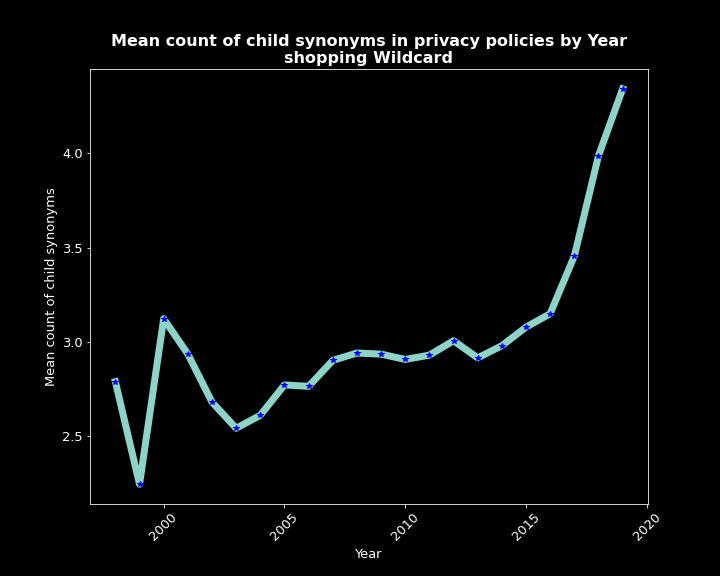 Mean count of child synonyms in privacy policies by Year
shopping Wildcard
Mean count of child synonyms
4.0
3.5
3.0
2.5
2000
2005
2010
2015
2020
Year